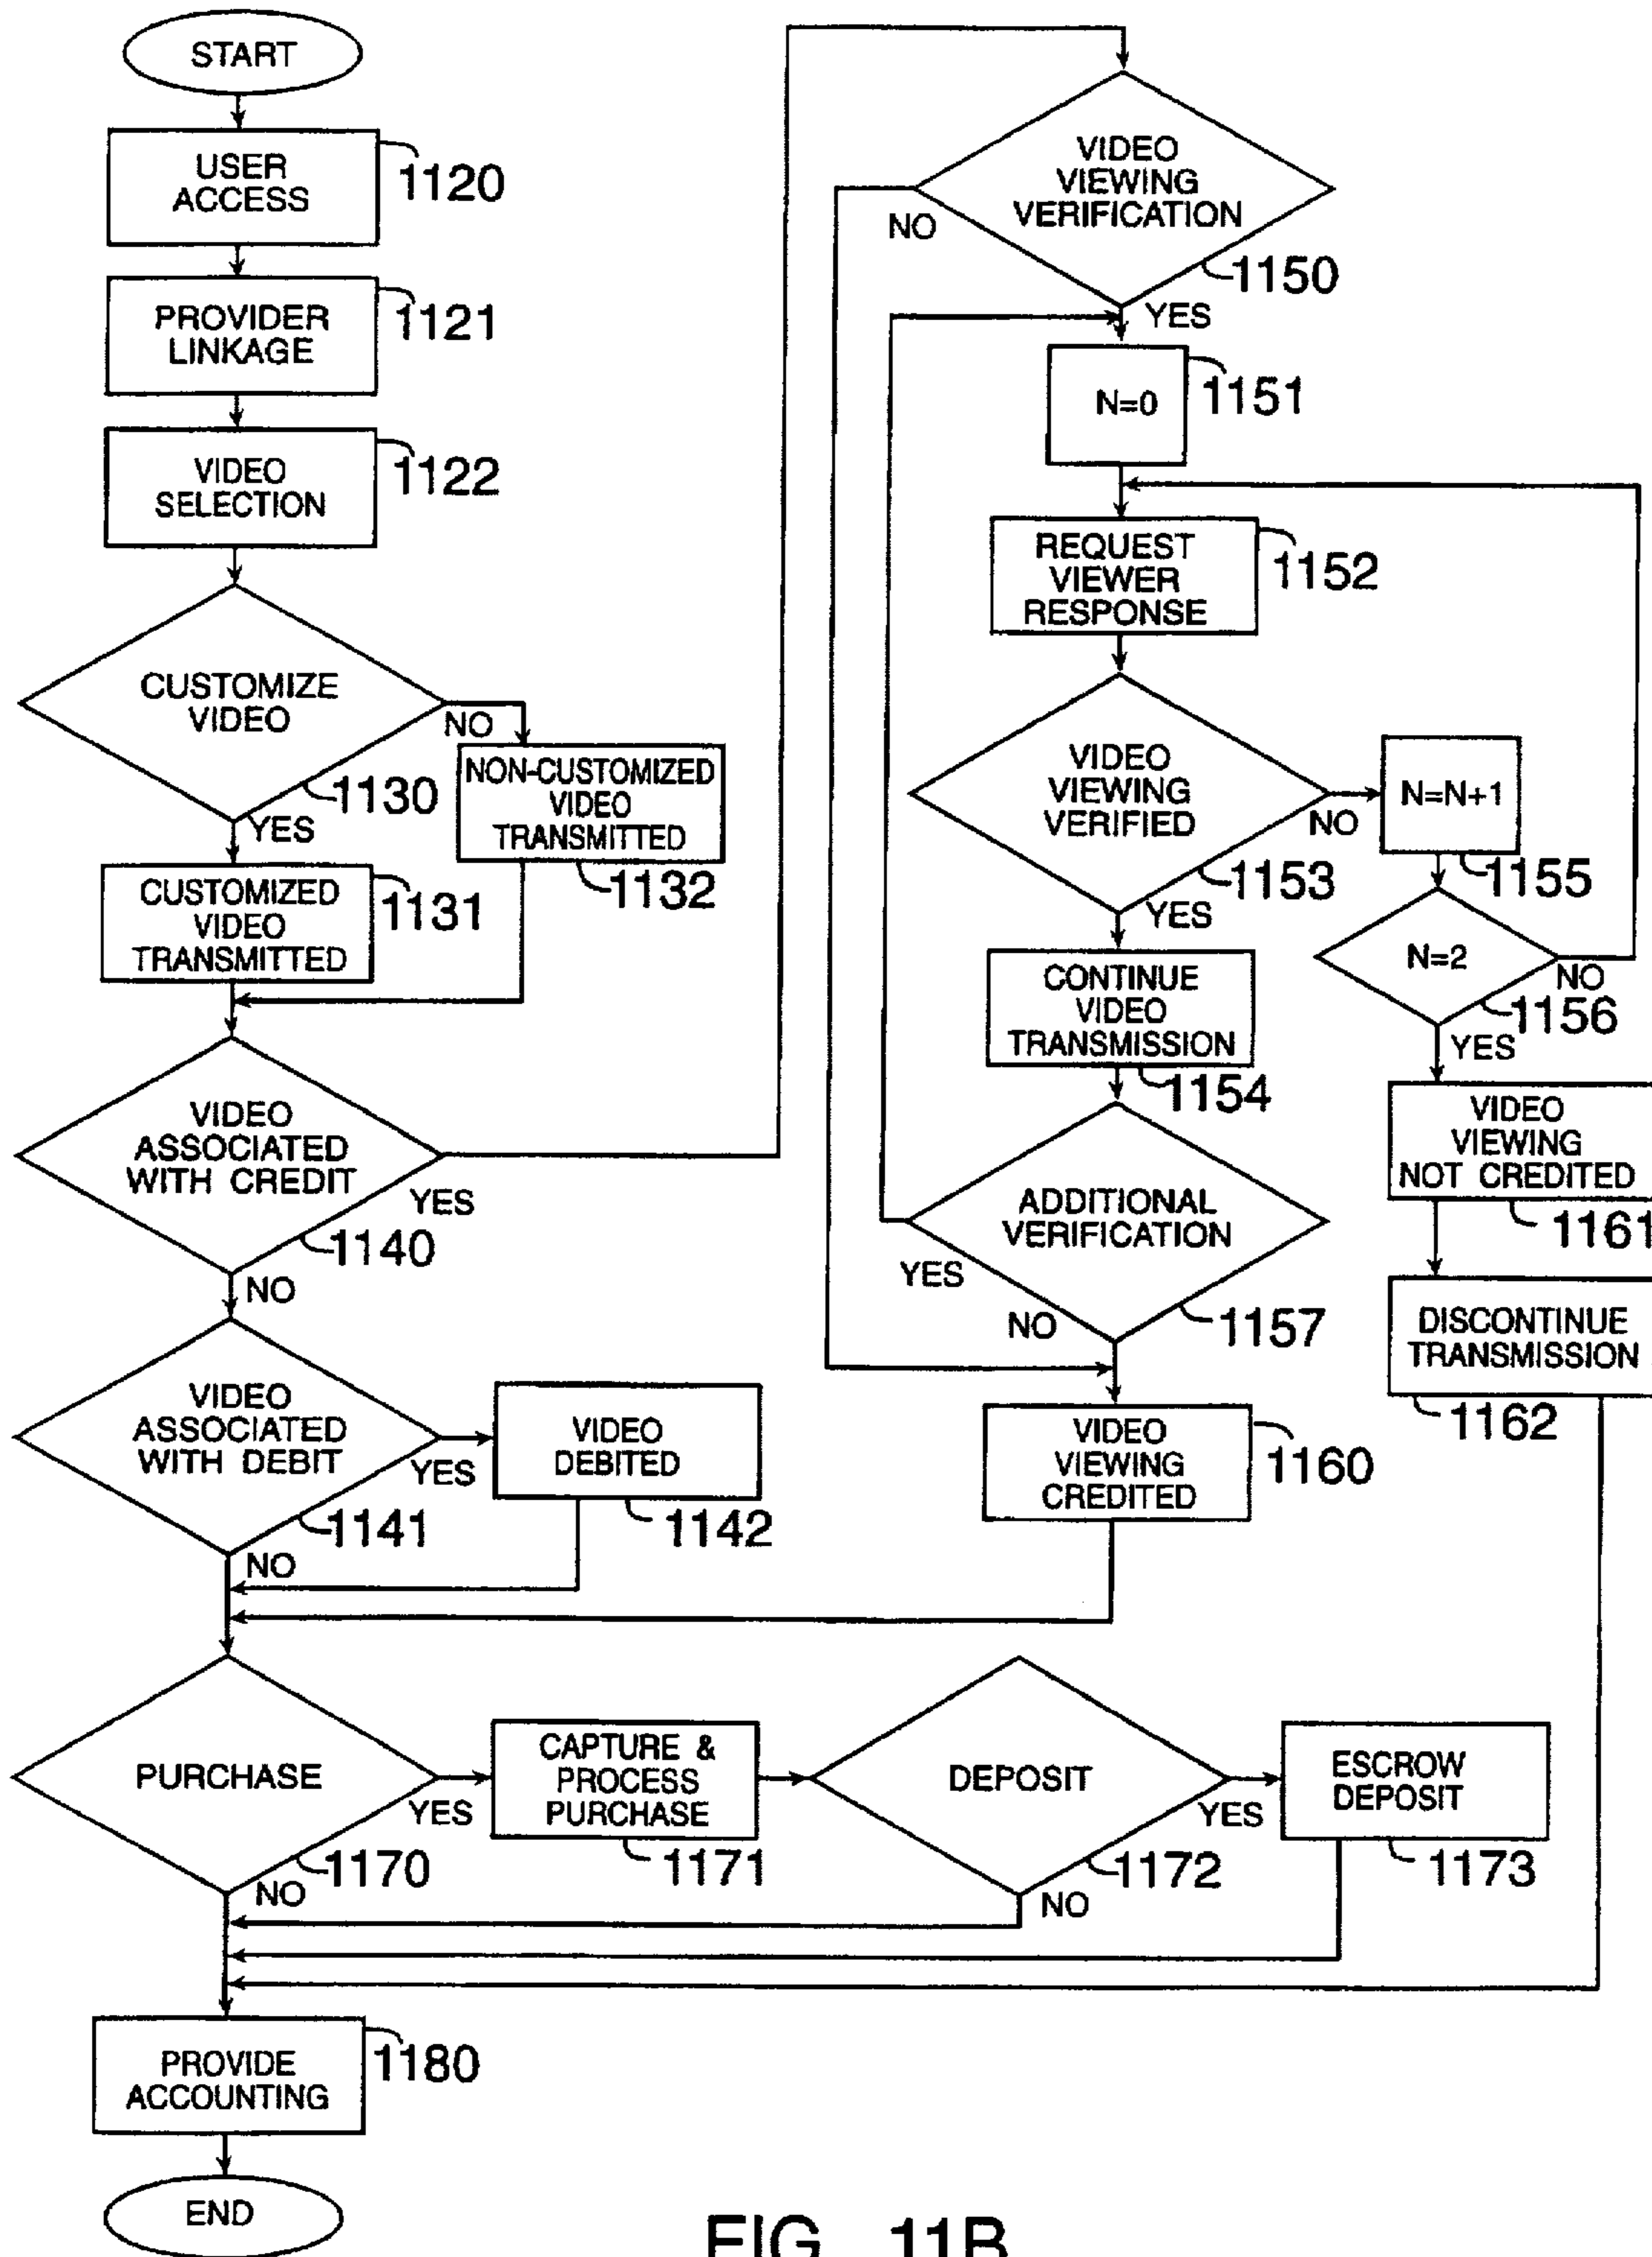 START
USER
ACCESS
1120
PROVIDER
LINKAGE
1121
VIDEO
SELECTION
1122
CUSTOMIZE
VIDEO
1130
NO
YES
NON-CUSTOMIZED
VIDEO
TRANSMITTED
1132
CUSTOMIZED
VIDEO
TRANSMITTED
1131
VIDEO
ASSOCIATED
WITH CREDIT
YES
1140
NO
VIDEO
ASSOCIATED
WITH DEBIT
YES
1141
NO
VIDEO
DEBITED
1142
VIDEO
VIEWING
VERIFICATION
NO
1150
YES
N=0
1151
REQUEST
VIEWER
RESPONSE
1152
VIDEO
VIEWING
VERIFIED
NO
1153
YES
N=N+1
1155
N=2
NO
1156
YES
CONTINUE
VIDEO
TRANSMISSION
1154
ADDITIONAL
VERIFICATION
YES
NO
1157
VIDEO
VIEWING
NOT CREDITED
1161
DISCONTINUE
TRANSMISSION
1162
VIDEO
VIEWING
CREDITED
1160
PURCHASE
YES
1170
NO
CAPTURE &
PROCESS
PURCHASE
1171
DEPOSIT
YES
1172
NO
ESCROW
DEPOSIT
1173
PROVIDE
ACCOUNTING
1180
END
FIG. 11B